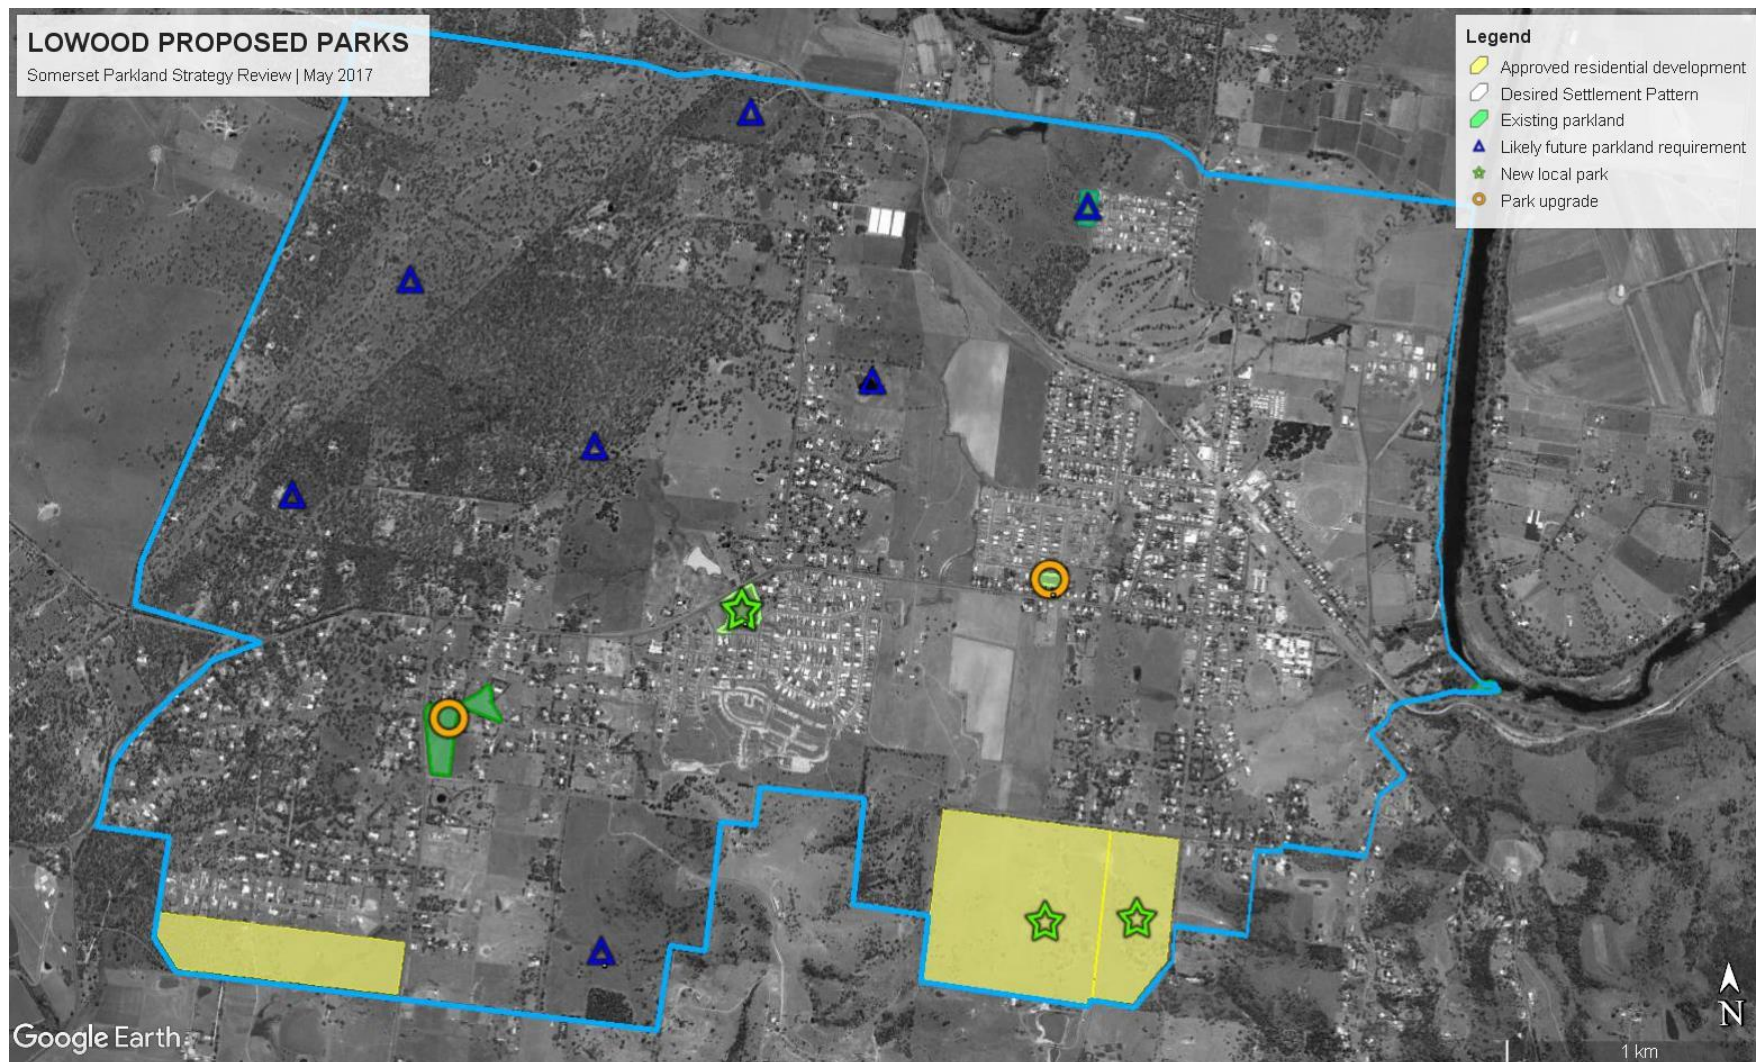 LOWOOD PROPOSED PARKS
Somerset Parkland Strategy Review | May 2017
Legend
Approved residential development
Desired Settlement Pattern
Existing parkland
Likely future parkland requirement
New local park
Park upgrade
N
Google Earth
1 km